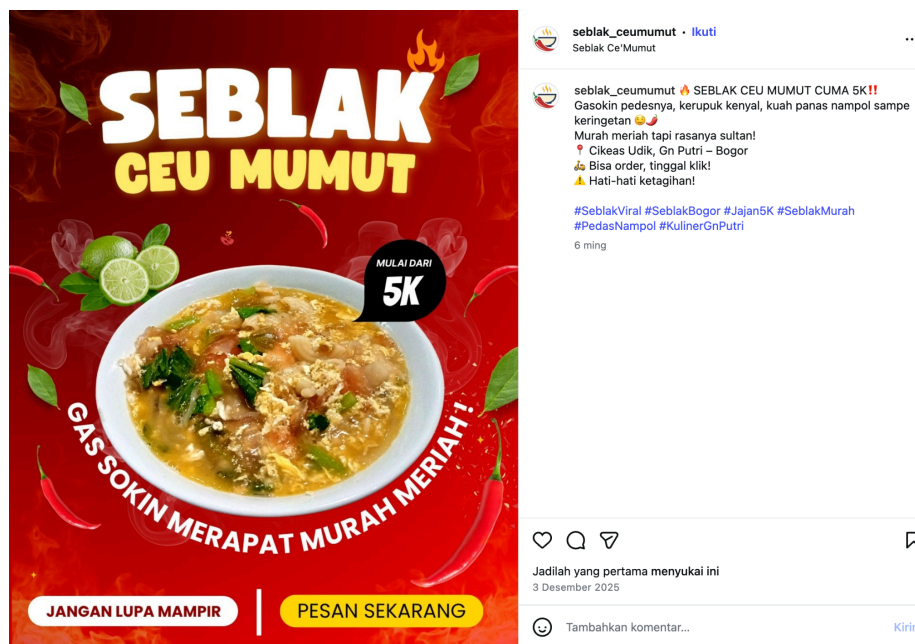 SEBLAK
CEU MUMUT
MULAI DARI
5K
GAS SOKIN MERAPAT MURAH MERIAH !
JANGAN LUPA MAMPIR
PESAN SEKARANG
seblak_ceumumut • Ikuti
Seblak Ce'Mumut
seblak_ceumumut 🔥 SEBLAK CEU MUMUT CUMA 5K‼️
Gasokin pedesnya, kerupuk kenyal, kuah panas nampol sampe
keringetan 🥵🌶️
Murah meriah tapi rasanya sultan!
📍 Cikeas Udik, Gn Putri – Bogor
🛵 Bisa order, tinggal klik!
⚠️ Hati-hati ketagihan!
#SeblakViral #SeblakBogor #Jajan5K #SeblakMurah
#PedasNampol #KulinerGnPutri
6 ming
Jadilah yang pertama menyukai ini
3 Desember 2025
Tambahkan komentar...